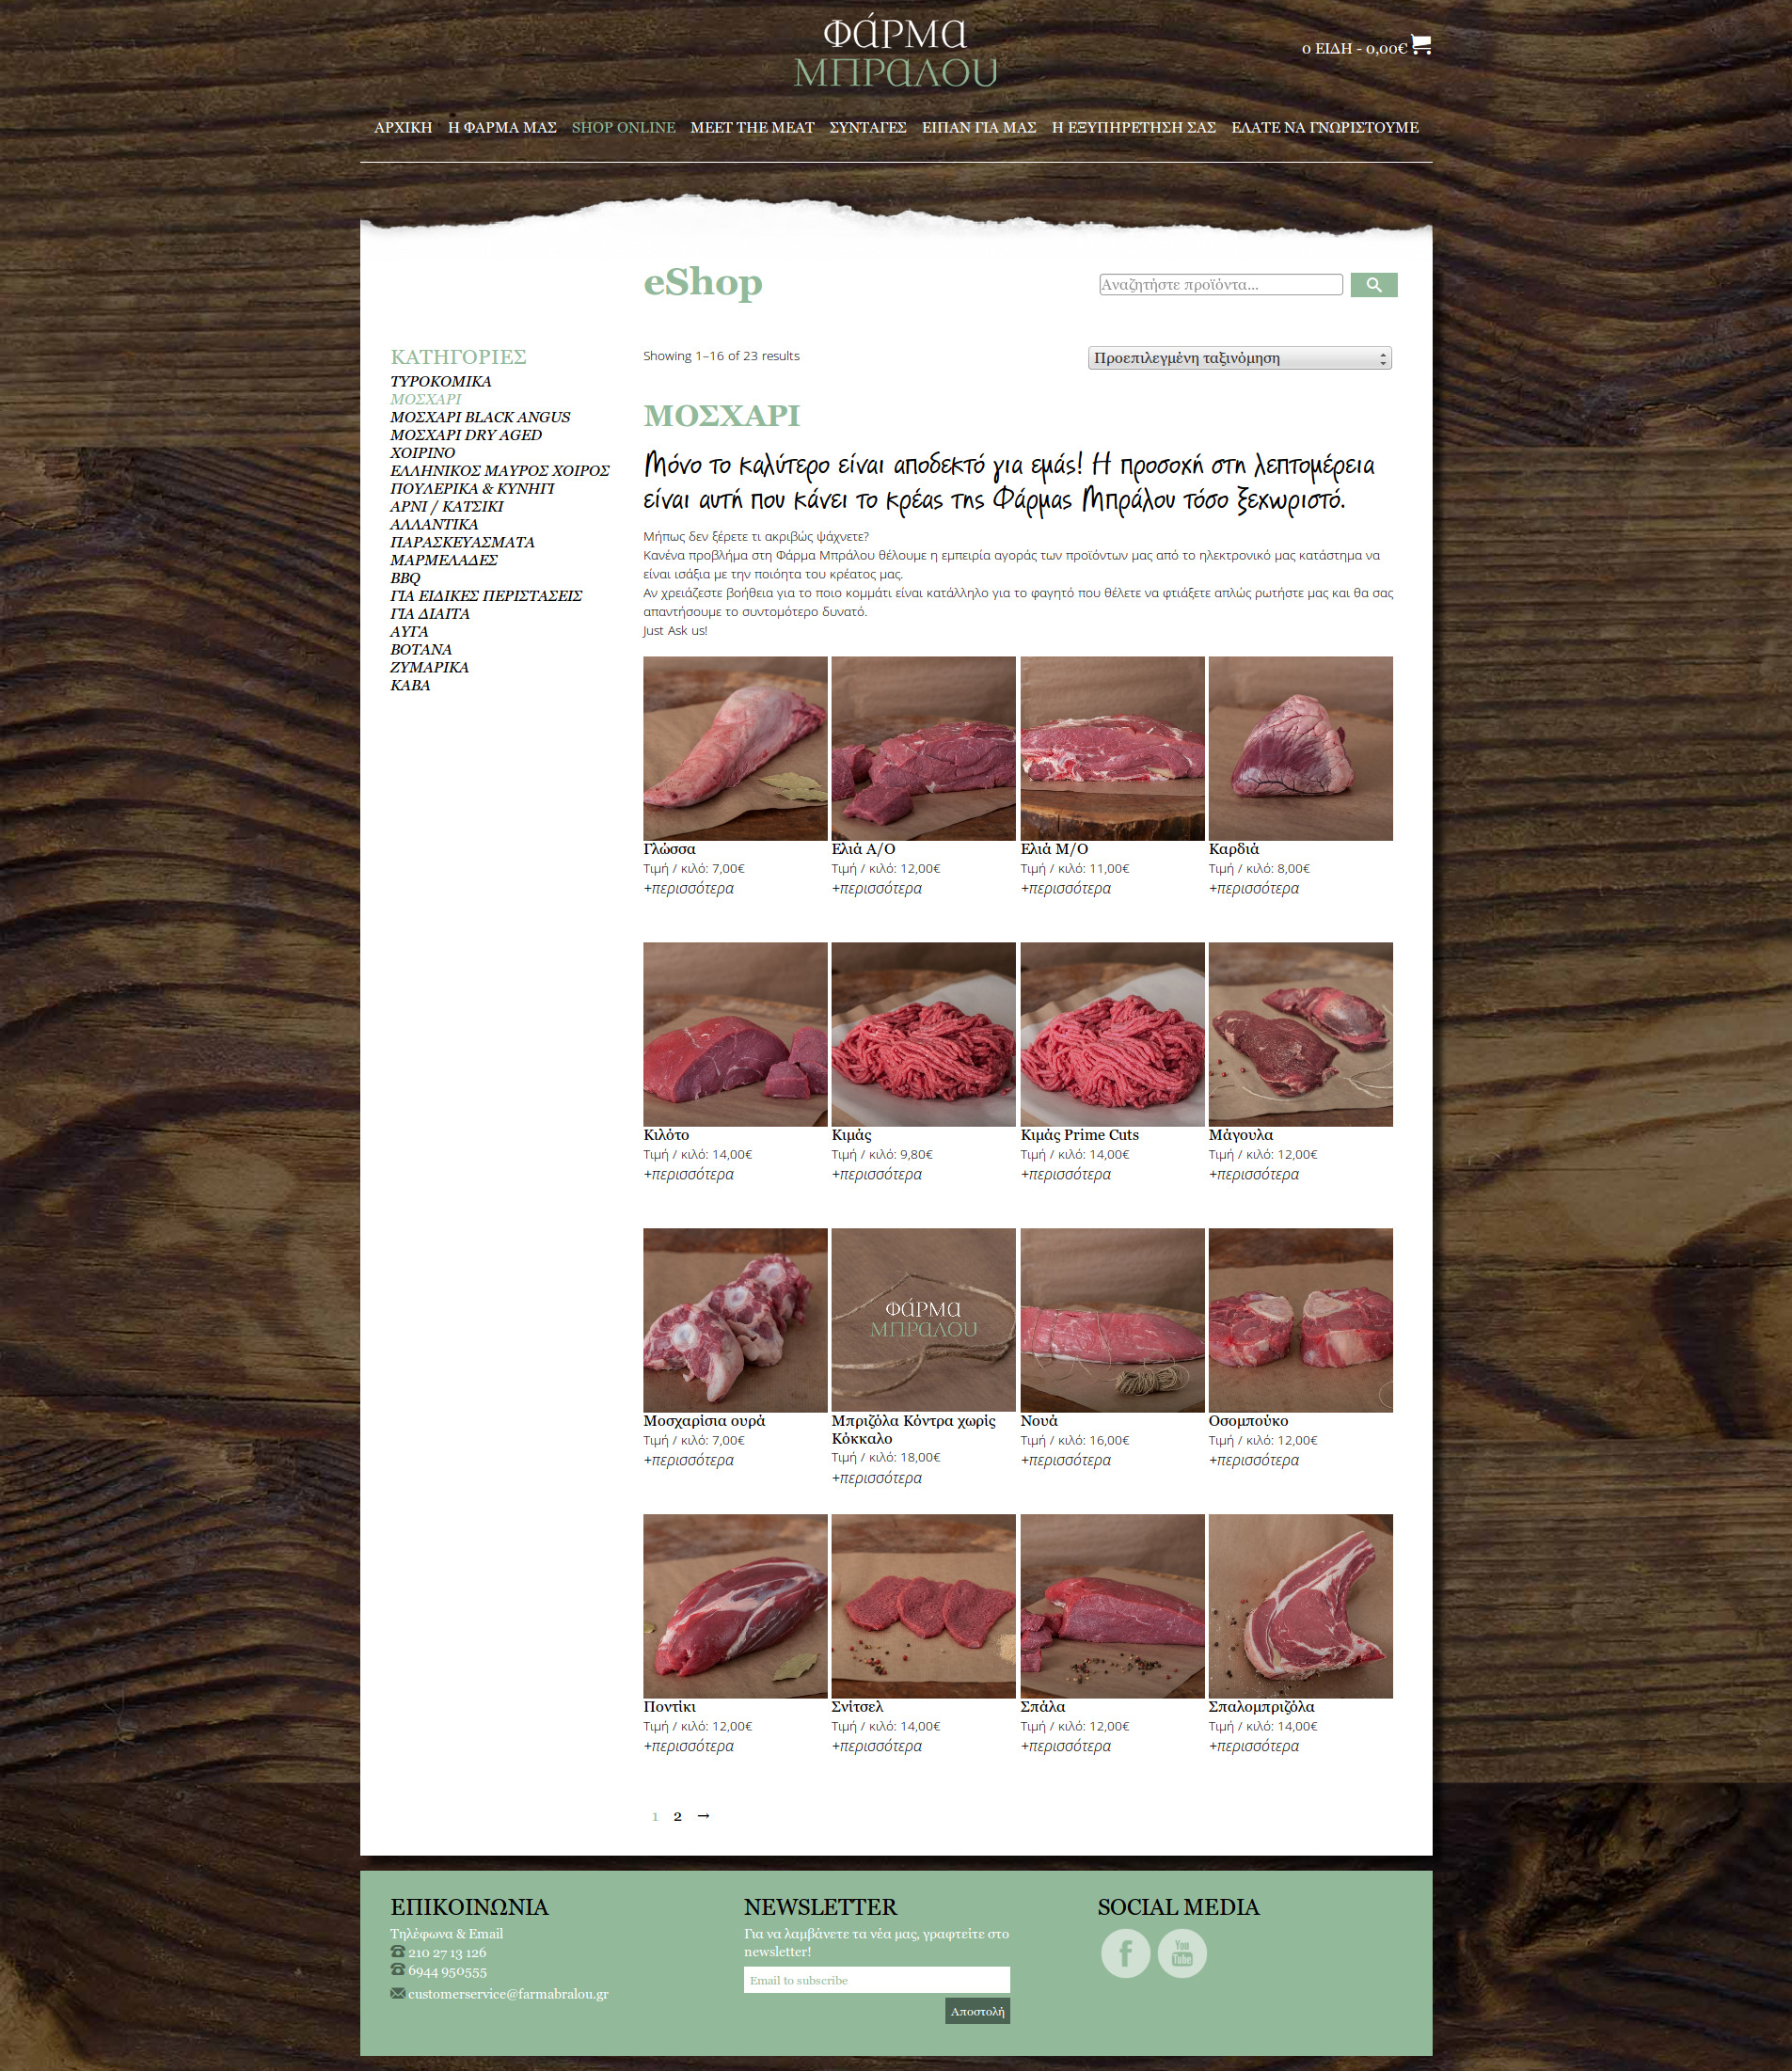 ΦάΡΜα
ΜΠΡαΛΟU
0 ΕΙΔΗ - 0,00€
ΑΡΧΙΚΗ Η ΦΑΡΜΑ ΜΑΣ SHOP ONLINE MEET THE MEAT ΣΥΝΤΑΓΕΣ ΕΙΠΑΝ ΓΙΑ ΜΑΣ Η ΕΞΥΠΗΡΕΤΗΣΗ ΣΑΣ ΕΛΑΤΕ ΝΑ ΓΝΩΡΙΣΤΟΥΜΕ
eShop
Αναζητήστε προϊόντα...
ΚΑΤΗΓΟΡΙΕΣ
ΤΥΡΟΚΟΜΙΚΑ
ΜΟΣΧΑΡΙ
ΜΟΣΧΑΡΙ BLACK ANGUS
ΜΟΣΧΑΡΙ DRY AGED
ΧΟΙΡΙΝΟ
ΕΛΛΗΝΙΚΟΣ ΜΑΥΡΟΣ ΧΟΙΡΟΣ
ΠΟΥΛΕΡΙΚΑ & ΚΥΝΗΓΙ
ΑΡΝΙ / ΚΑΤΣΙΚΙ
ΑΛΛΑΝΤΙΚΑ
ΠΑΡΑΣΚΕΥΑΣΜΑΤΑ
ΜΑΡΜΕΛΑΔΕΣ
BBQ
ΓΙΑ ΕΙΔΙΚΕΣ ΠΕΡΙΣΤΑΣΕΙΣ
ΓΙΑ ΔΙΑΙΤΑ
ΑΥΓΑ
ΒΟΤΑΝΑ
ΖΥΜΑΡΙΚΑ
ΚΑΒΑ
Showing 1–16 of 23 results
Προεπιλεγμένη ταξινόμηση
ΜΟΣΧΑΡΙ
Μόνο το καλύτερο είναι αποδεκτό για εμάς! Η προσοχή στη λεπτομέρεια
είναι αυτή που κάνει το κρέας της Φάρμας Μπράλου τόσο ξεχωριστό.
Μήπως δεν ξέρετε τι ακριβώς ψάχνετε?
Κανένα προβλήμα στη Φάρμα Μπράλου θέλουμε η εμπειρία αγοράς των προϊόντων μας από το ηλεκτρονικό μας κατάστημα να
είναι ισάξια με την ποιότητα του κρέατος μας.
Αν χρειάζεστε βοήθεια για το ποιο κομμάτι είναι κατάλληλο για το φαγητό που θέλετε να φτιάξετε απλώς ρωτήστε μας και θα σας
απαντήσουμε το συντομότερο δυνατό.
Just Ask us!
Γλώσσα Ελιά Α/Ο Ελιά Μ/Ο Καρδιά
Τιμή / κιλό: 7,00€ Τιμή / κιλό: 12,00€ Τιμή / κιλό: 11,00€ Τιμή / κιλό: 8,00€
+περισσότερα +περισσότερα +περισσότερα +περισσότερα
Κιλότο Κιμάς Κιμάς Prime Cuts Μάγουλα
Τιμή / κιλό: 14,00€ Τιμή / κιλό: 9,80€ Τιμή / κιλό: 14,00€ Τιμή / κιλό: 12,00€
+περισσότερα +περισσότερα +περισσότερα +περισσότερα
ΦάΡΜα
ΜΠΡαΛΟU
Μοσχαρίσια ουρά Μπριζόλα Κόντρα χωρίς Κόκκαλο Νουά Οσομπούκο
Τιμή / κιλό: 7,00€ Τιμή / κιλό: 18,00€ Τιμή / κιλό: 16,00€ Τιμή / κιλό: 12,00€
+περισσότερα +περισσότερα +περισσότερα +περισσότερα
Ποντίκι Σνίτσελ Σπάλα Σπαλομπριζόλα
Τιμή / κιλό: 12,00€ Τιμή / κιλό: 14,00€ Τιμή / κιλό: 12,00€ Τιμή / κιλό: 14,00€
+περισσότερα +περισσότερα +περισσότερα +περισσότερα
1 2 →
ΕΠΙΚΟΙΝΩΝΙΑ
Τηλέφωνα & Email
210 27 13 126
6944 950555
customerservice@farmabralou.gr
NEWSLETTER
Για να λαμβάνετε τα νέα μας, γραφτείτε στο
newsletter!
Email to subscribe
Αποστολή
SOCIAL MEDIA
f
You
Tube